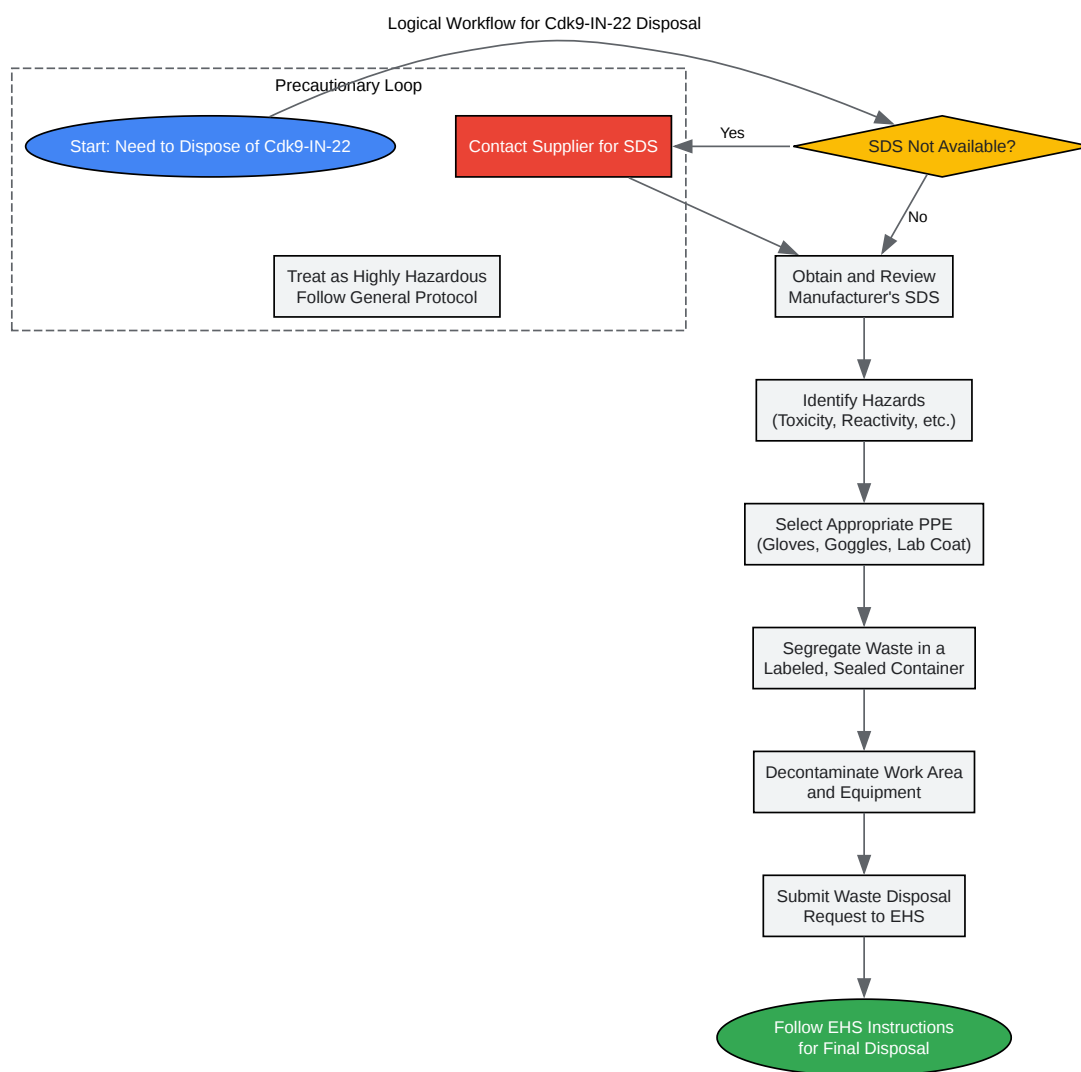 Logical Workflow for Cdk9-IN-22 Disposal
Precautionary Loop
Start: Need to Dispose of Cdk9-IN-22
Contact Supplier for SDS
Yes
SDS Not Available?
No
Treat as Highly Hazardous
Follow General Protocol
Obtain and Review
Manufacturer's SDS
Identify Hazards
(Toxicity, Reactivity, etc.)
Select Appropriate PPE
(Gloves, Goggles, Lab Coat)
Segregate Waste in a
Labeled, Sealed Container
Decontaminate Work Area
and Equipment
Submit Waste Disposal
Request to EHS
Follow EHS Instructions
for Final Disposal